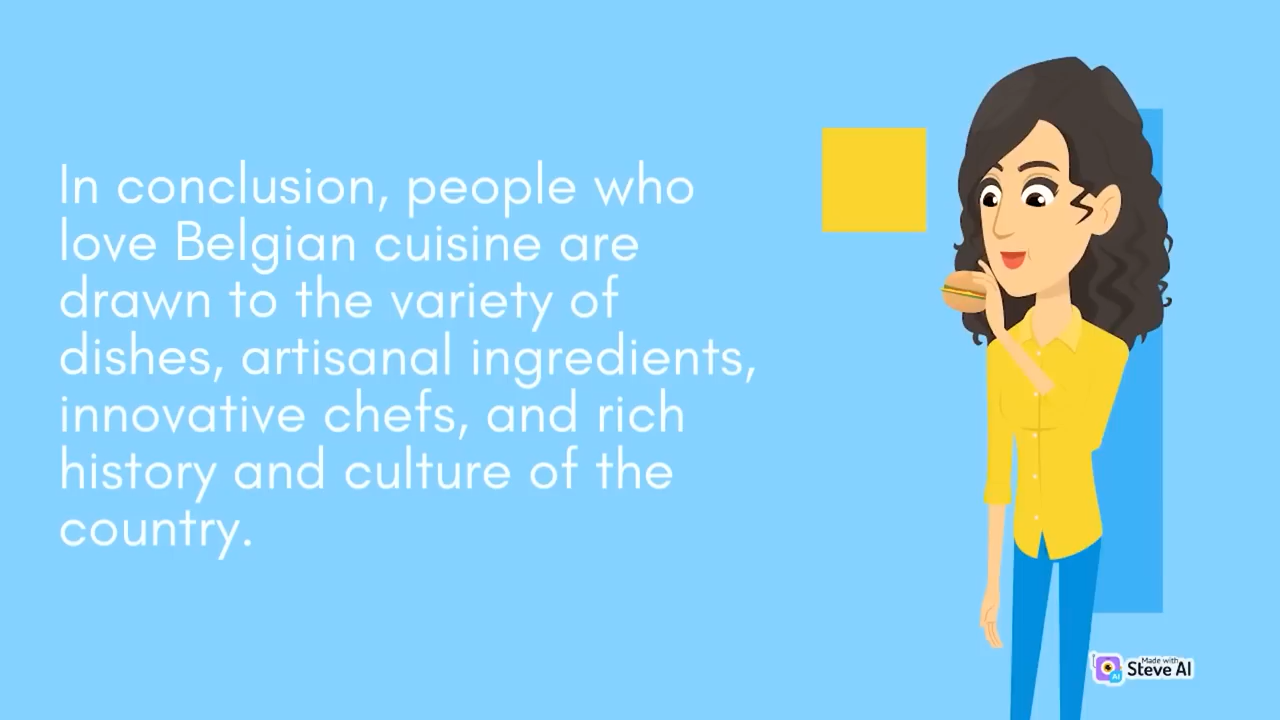 In conclusion, people who
love Belgian cuisine are
drawn to the variety of
dishes, artisanal ingredients,
innovative chefs, and rich
history and culture of the
country.
Made with
Steve AI
AI